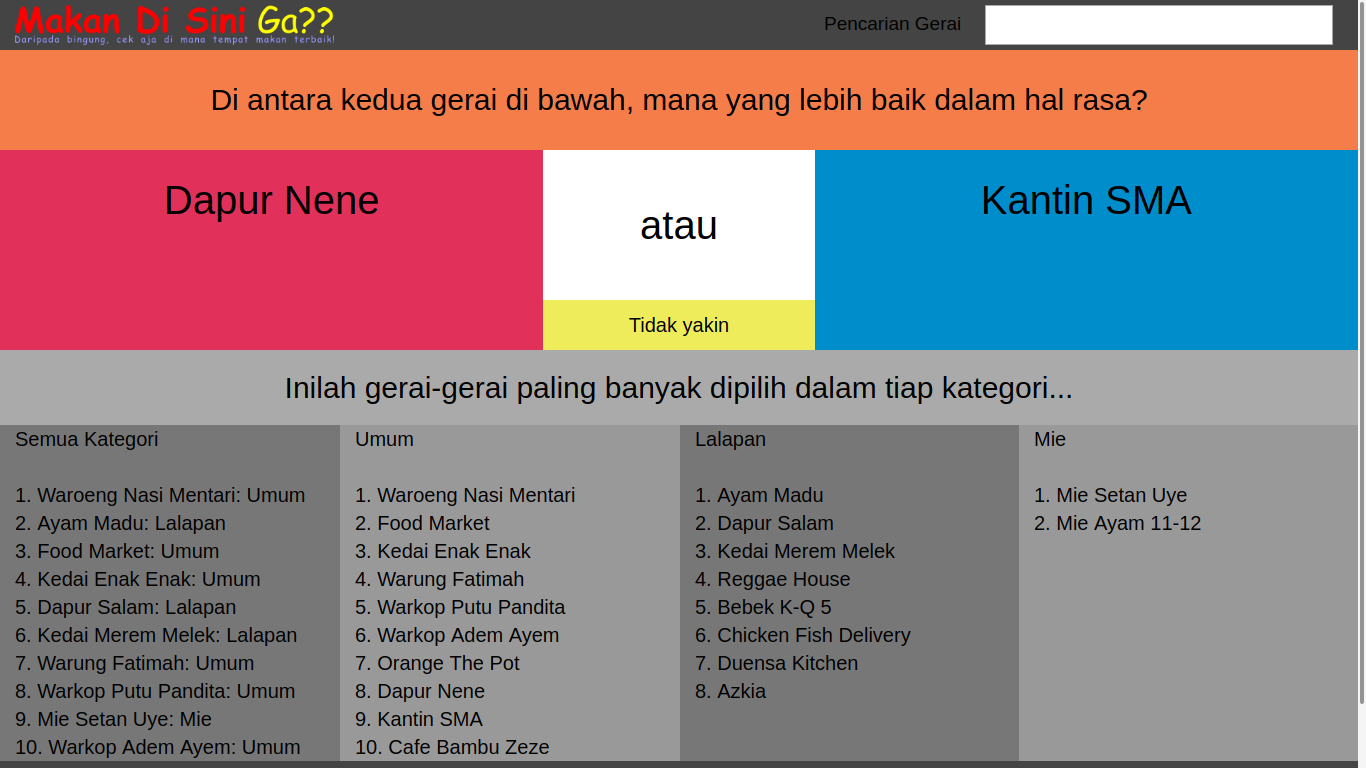 Makan Di Sini Ga??
Daripada bingung, cek aja di mana tempat makan terbaik!
Pencarian Gerai
Di antara kedua gerai di bawah, mana yang lebih baik dalam hal rasa?
Dapur Nene
atau
Kantin SMA
Tidak yakin
Inilah gerai-gerai paling banyak dipilih dalam tiap kategori...
Semua Kategori
1. Waroeng Nasi Mentari: Umum
2. Ayam Madu: Lalapan
3. Food Market: Umum
4. Kedai Enak Enak: Umum
5. Dapur Salam: Lalapan
6. Kedai Merem Melek: Lalapan
7. Warung Fatimah: Umum
8. Warkop Putu Pandita: Umum
9. Mie Setan Uye: Mie
10. Warkop Adem Ayem: Umum
Umum
1. Waroeng Nasi Mentari
2. Food Market
3. Kedai Enak Enak
4. Warung Fatimah
5. Warkop Putu Pandita
6. Warkop Adem Ayem
7. Orange The Pot
8. Dapur Nene
9. Kantin SMA
10. Cafe Bambu Zeze
Lalapan
1. Ayam Madu
2. Dapur Salam
3. Kedai Merem Melek
4. Reggae House
5. Bebek K-Q 5
6. Chicken Fish Delivery
7. Duensa Kitchen
8. Azkia
Mie
1. Mie Setan Uye
2. Mie Ayam 11-12